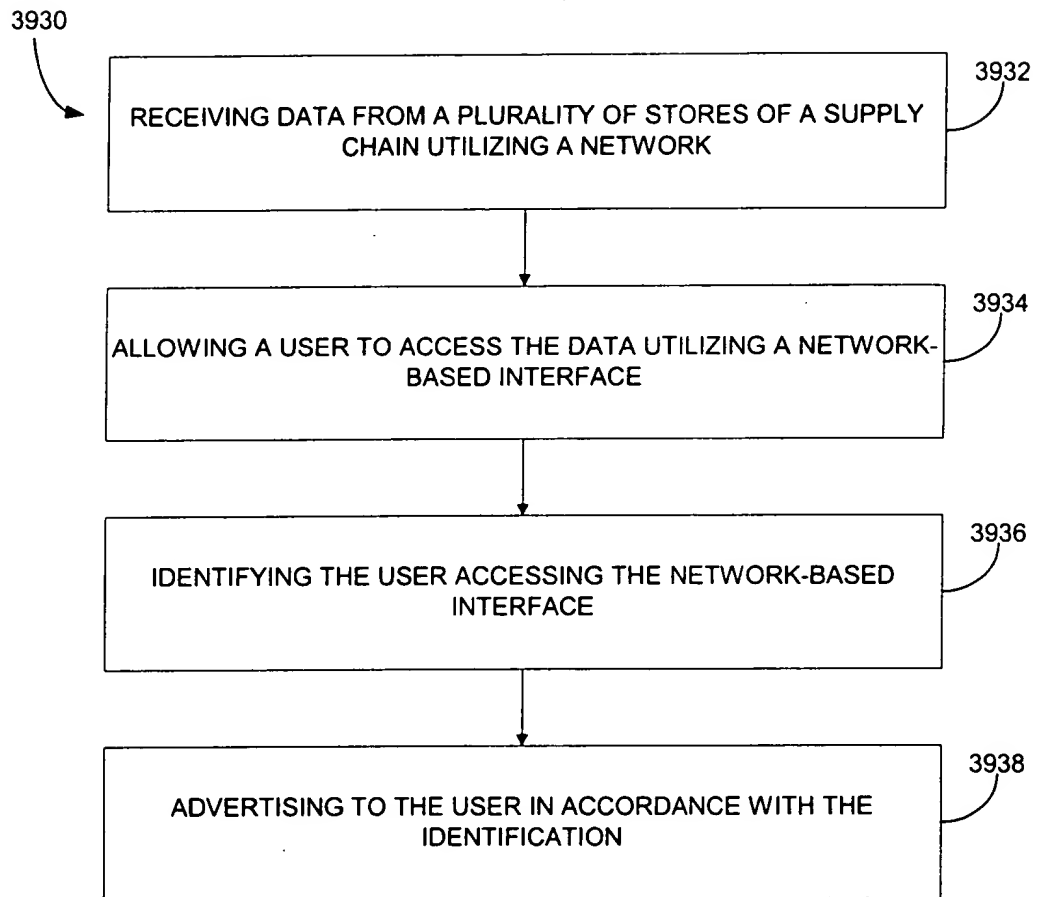 3930
3932
RECEIVING DATA FROM A PLURALITY OF STORES OF A SUPPLY
CHAIN UTILIZING A NETWORK
3934
ALLOWING A USER TO ACCESS THE DATA UTILIZING A NETWORK-
BASED INTERFACE
3936
IDENTIFYING THE USER ACCESSING THE NETWORK-BASED
INTERFACE
3938
ADVERTISING TO THE USER IN ACCORDANCE WITH THE
IDENTIFICATION